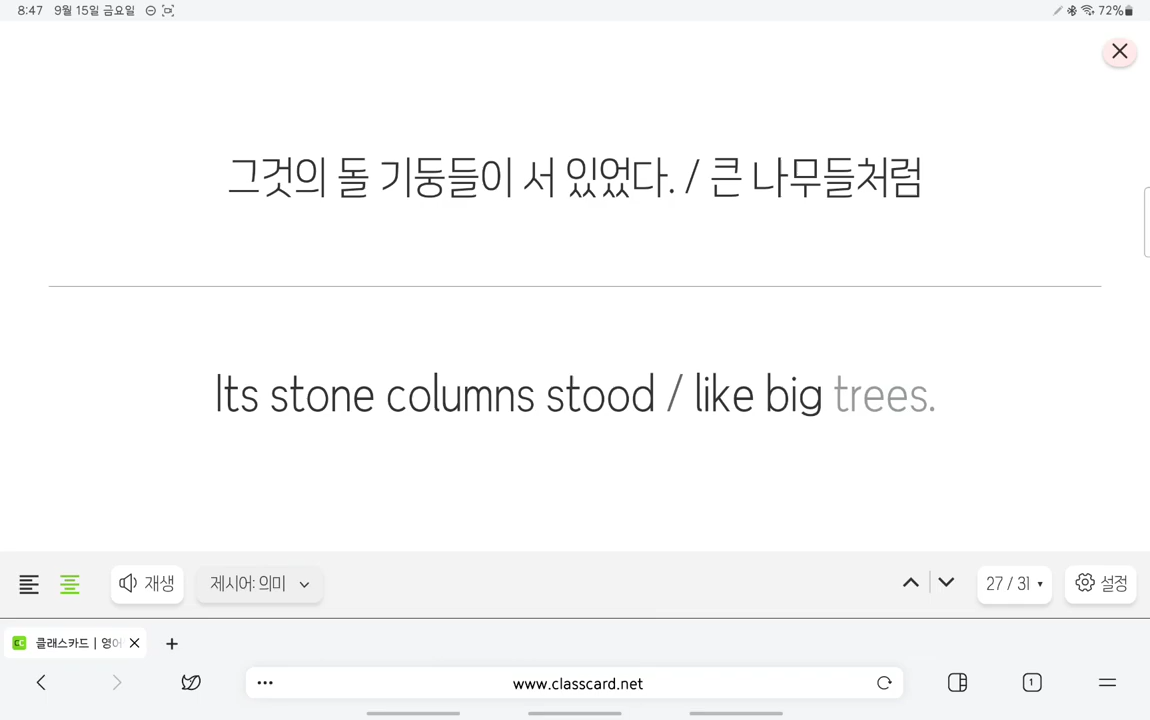 8:47 9월 15일 금요일
72%
그것의 돌 기둥들이 서 있었다. / 큰 나무들처럼
Its stone columns stood / like big trees.
재생
제시어: 의미
27 / 31
설정
클래스카드 | 영어
www.classcard.net
1